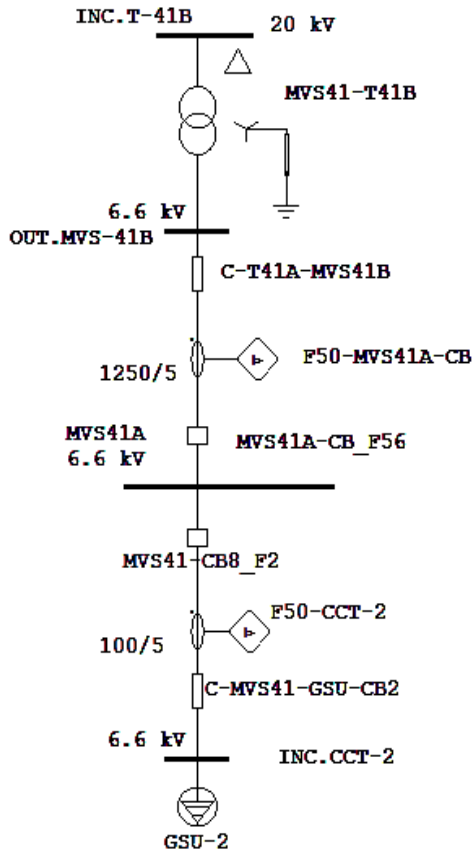 INC.T-41B
20 kV
MVS41-T41B
6.6 kV
OUT.MVS-41B
C-T41A-MVS41B
F50-MVS41A-CB
1250/5
MVS41A
6.6 kV
MVS41A-CB_F56
MVS41-CB8_F2
F50-CCT-2
100/5
C-MVS41-GSU-CB2
6.6 kV
INC.CCT-2
GSU-2